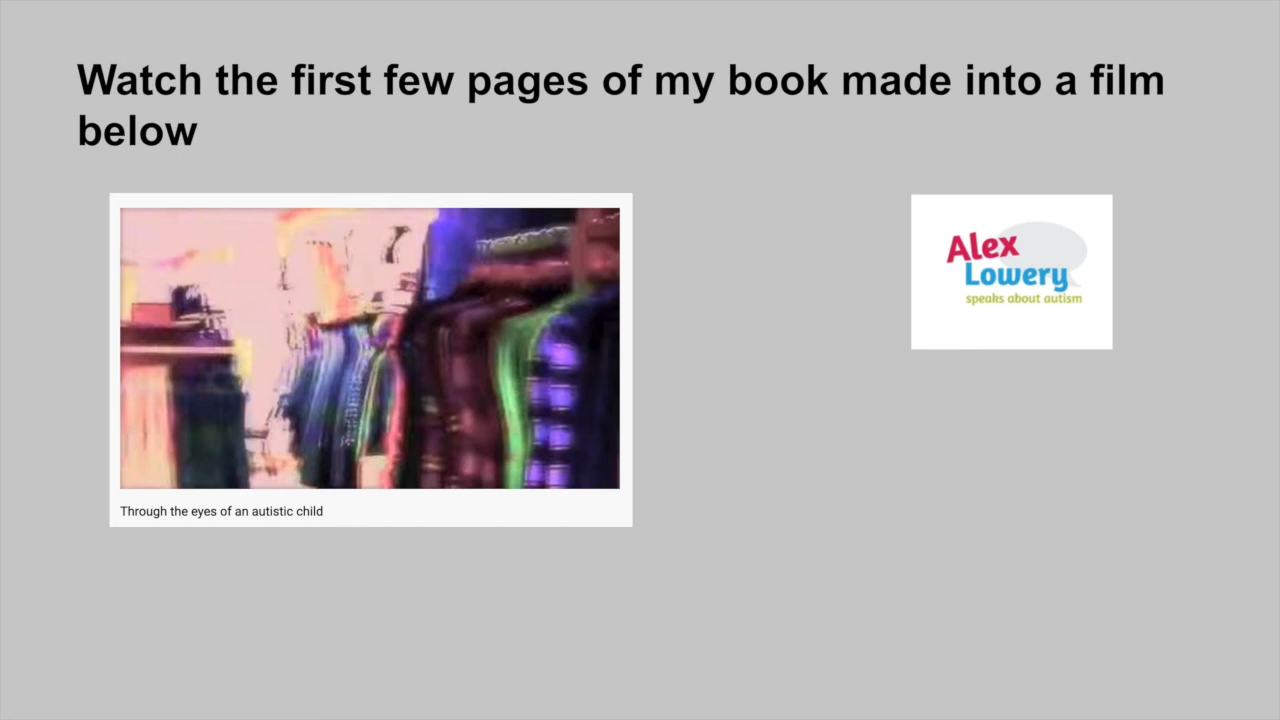 Watch the first few pages of my book made into a film
below
Alex
Lowery
speaks about autism
Through the eyes of an autistic child